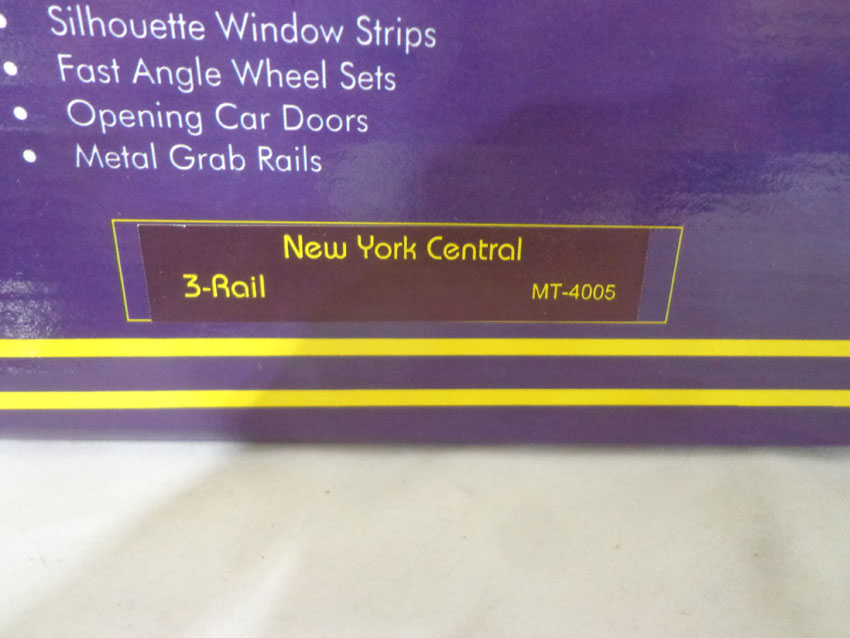 • Silhouette Window Strips
• Fast Angle Wheel Sets
• Opening Car Doors
• Metal Grab Rails
New York Central
3-Rail MT-4005